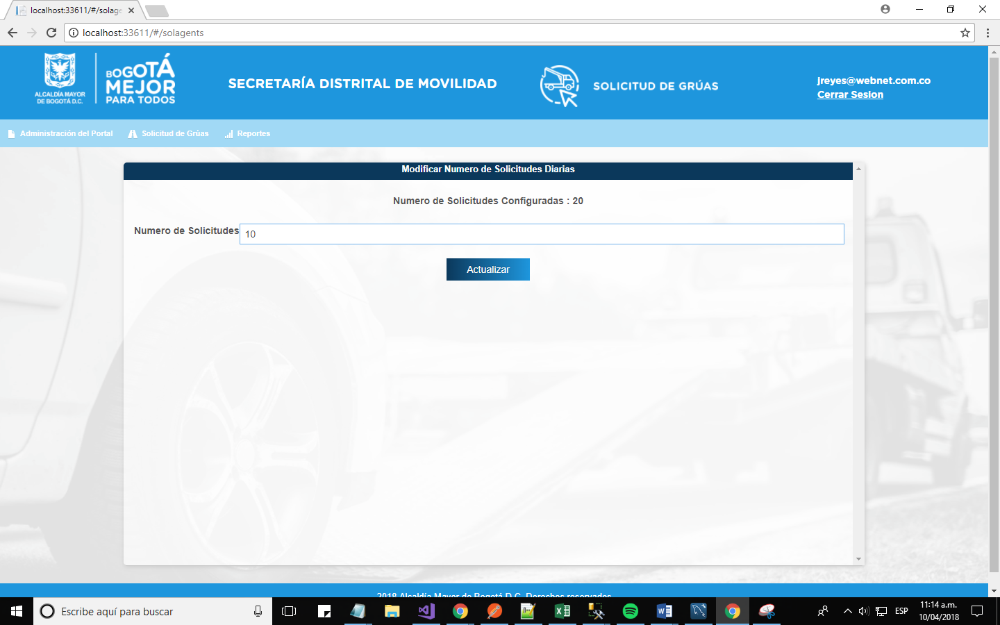 localhost:33611/#/solage
localhost:33611/#/solagents
ALCALDÍA MAYOR
DE BOGOTÁ D.C.
BOGOTÁ
MEJOR
PARA TODOS
SECRETARÍA DISTRITAL DE MOVILIDAD
SOLICITUD DE GRÚAS
jreyes@webnet.com.co
Cerrar Sesion
Administración del Portal
Solicitud de Grúas
Reportes
Modificar Numero de Solicitudes Diarias
Numero de Solicitudes Configuradas : 20
Numero de Solicitudes
10
Actualizar
2018 Alcaldía Mayor de Bogotá D.C. Derechos reservados
Escribe aquí para buscar
ESP
11:14 a.m.
10/04/2018